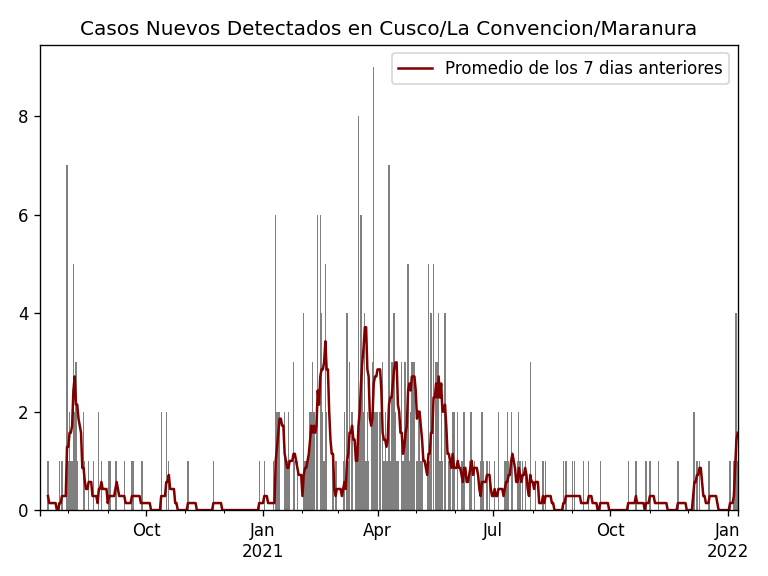 Casos Nuevos Detectados en Cusco/La Convencion/Maranura
Promedio de los 7 dias anteriores
8
6
4
2
0
Oct Jan Apr Jul Oct Jan
2021 2022